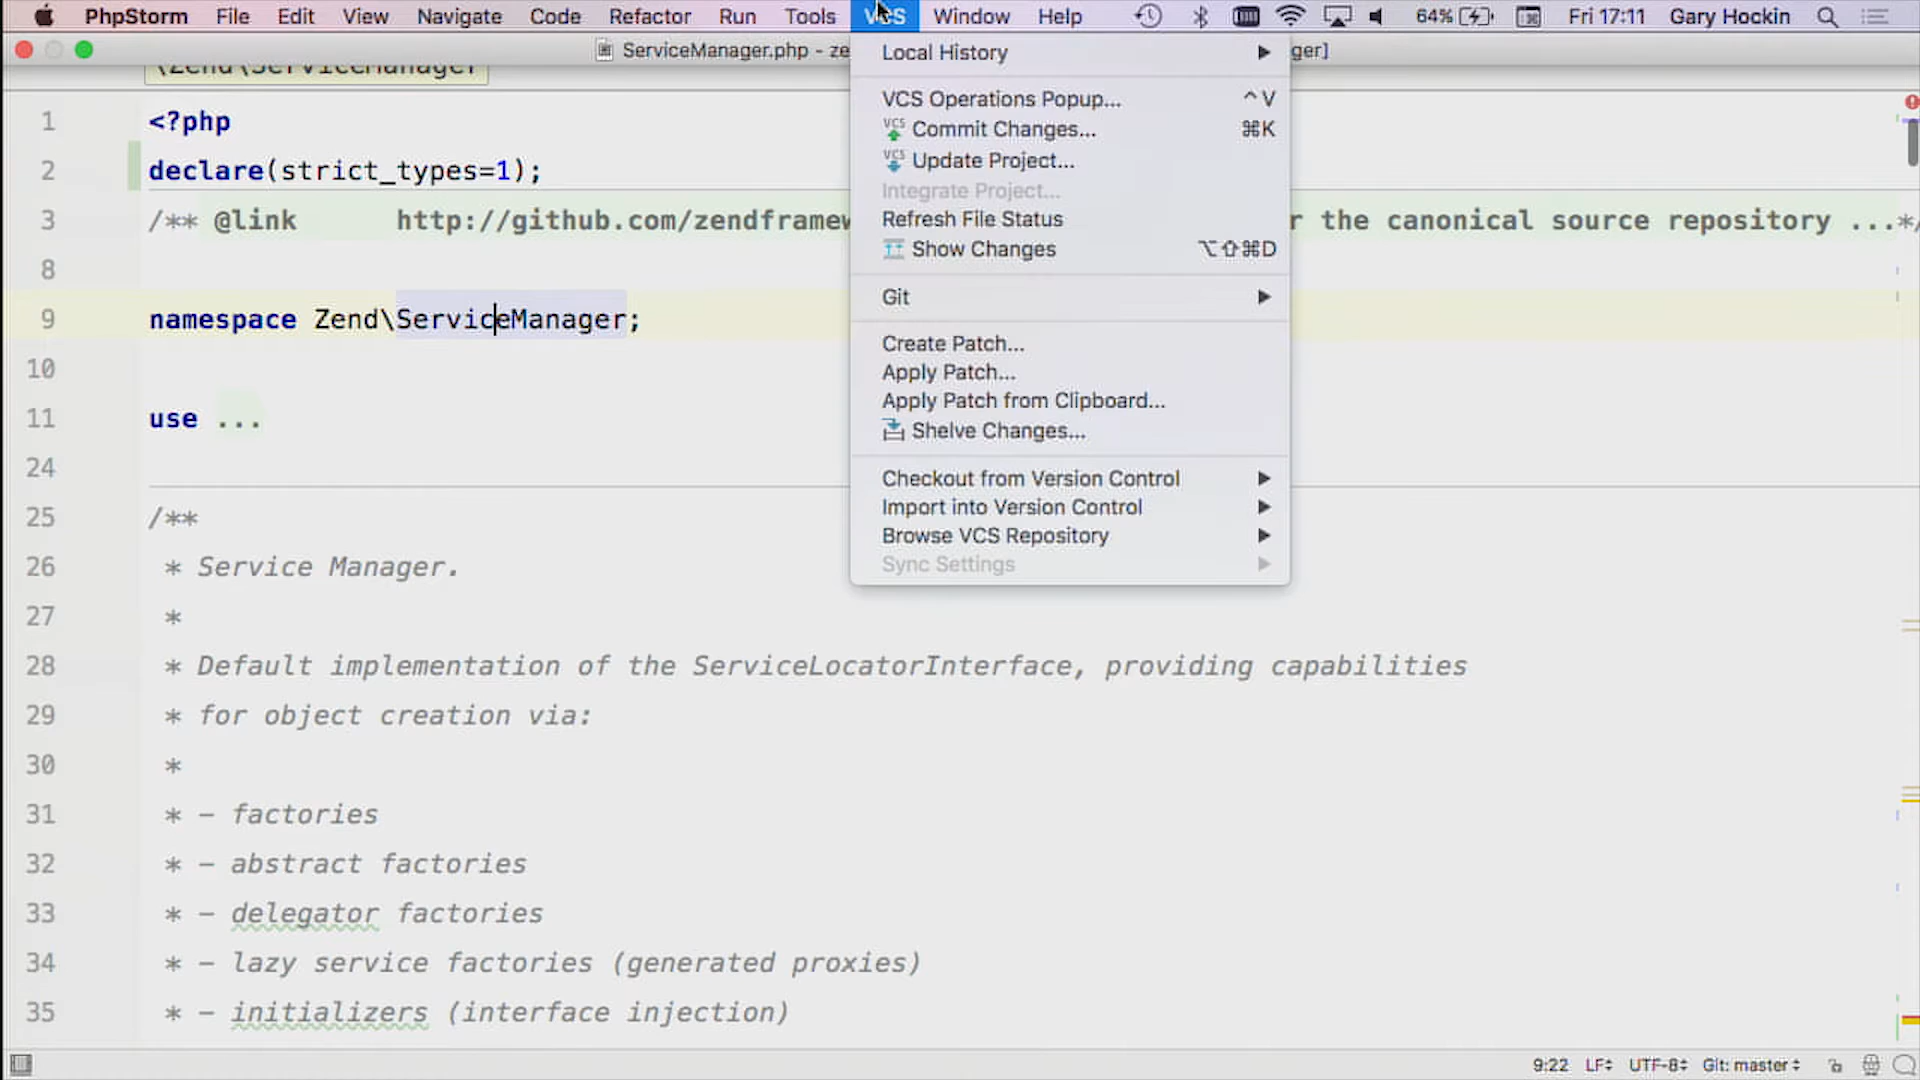 PhpStorm File Edit View Navigate Code Refactor Run Tools VCS Window Help 64% Fri 17:11 Gary Hockin
ServiceManager.php - ze ger]
\Zend\ServiceManager
1 <?php
2 declare(strict_types=1);
3 /** @link http://github.com/zendframew r the canonical source repository ...*/
8
9 namespace Zend\ServiceManager;
10
11 use ...
24
25 /**
26 * Service Manager.
27 *
28 * Default implementation of the ServiceLocatorInterface, providing capabilities
29 * for object creation via:
30 *
31 * - factories
32 * - abstract factories
33 * - delegator factories
34 * - lazy service factories (generated proxies)
35 * - initializers (interface injection)
Local History
VCS Operations Popup... ^V
Commit Changes... ⌘K
Update Project...
Integrate Project...
Refresh File Status
Show Changes ⌥⇧⌘D
Git
Create Patch...
Apply Patch...
Apply Patch from Clipboard...
Shelve Changes...
Checkout from Version Control
Import into Version Control
Browse VCS Repository
Sync Settings
9:22 LF UTF-8 Git: master